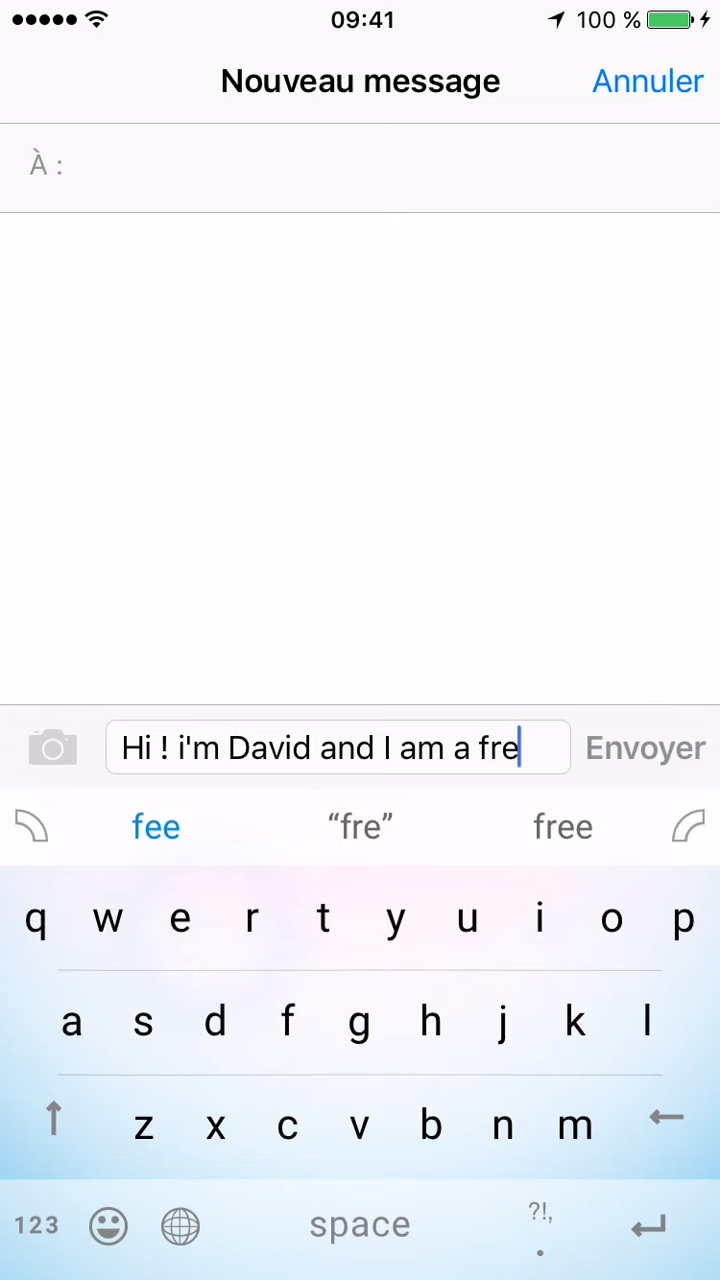 09:41 100 %
Nouveau message Annuler
À :
Hi ! i'm David and I am a fre Envoyer
fee “fre” free
q w e r t y u i o p
a s d f g h j k l
z x c v b n m
123 space ?!, .